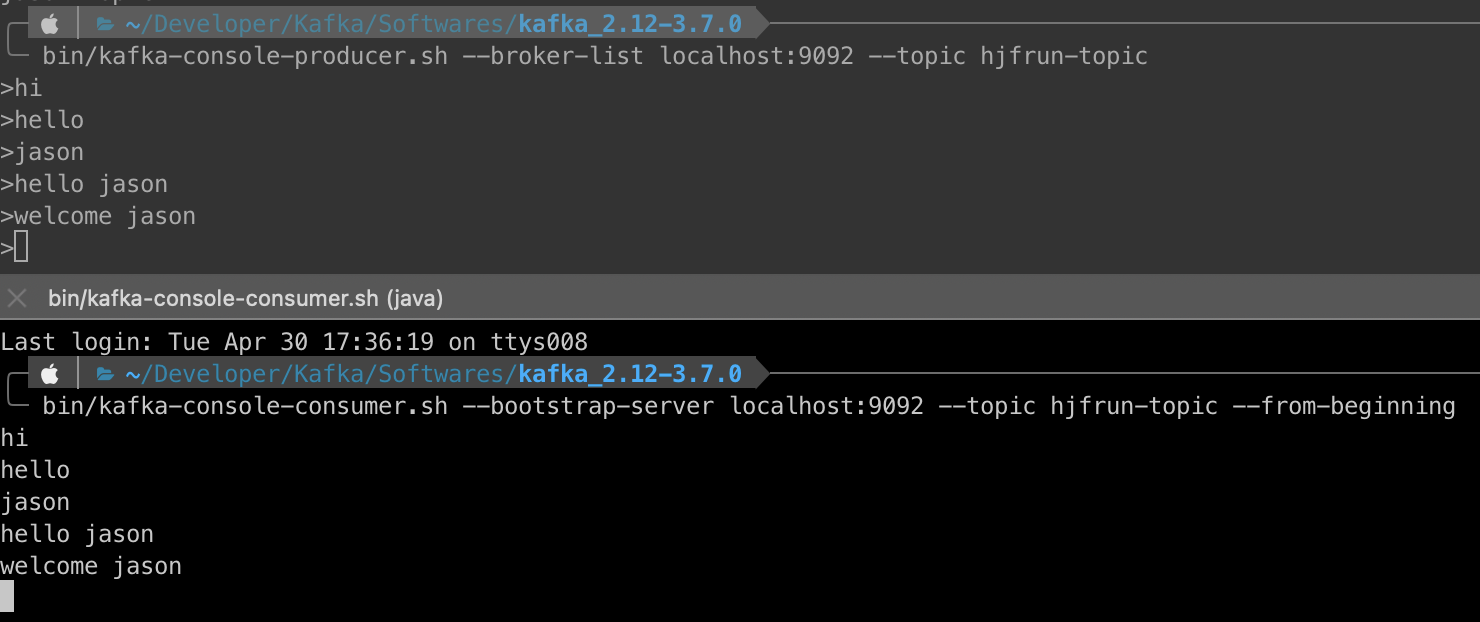 ~/Developer/Kafka/Softwares/kafka_2.12-3.7.0
bin/kafka-console-producer.sh --broker-list localhost:9092 --topic hjfrun-topic
>hi
>hello
>jason
>hello jason
>welcome jason
>
bin/kafka-console-consumer.sh (java)
Last login: Tue Apr 30 17:36:19 on ttys008
~/Developer/Kafka/Softwares/kafka_2.12-3.7.0
bin/kafka-console-consumer.sh --bootstrap-server localhost:9092 --topic hjfrun-topic --from-beginning
hi
hello
jason
hello jason
welcome jason